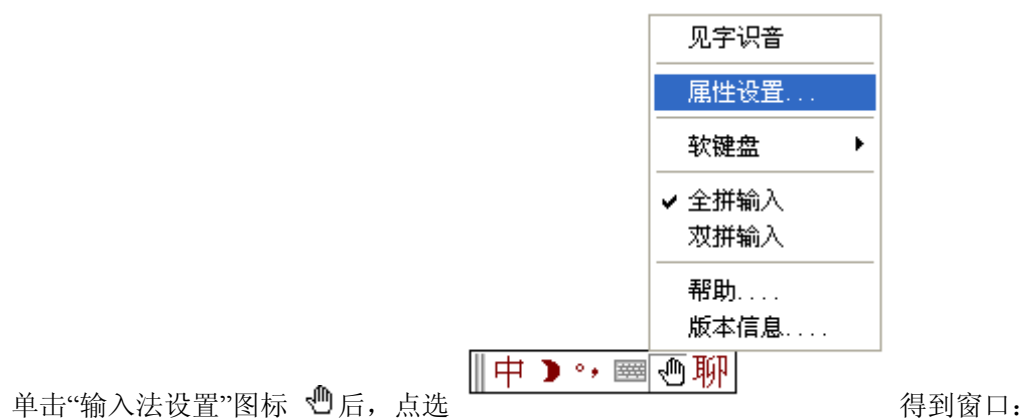 见字识音
属性设置...
软键盘
全拼输入
双拼输入
帮助....
版本信息....
中 °, 聊
单击“输入法设置”图标 后，点选 得到窗口：